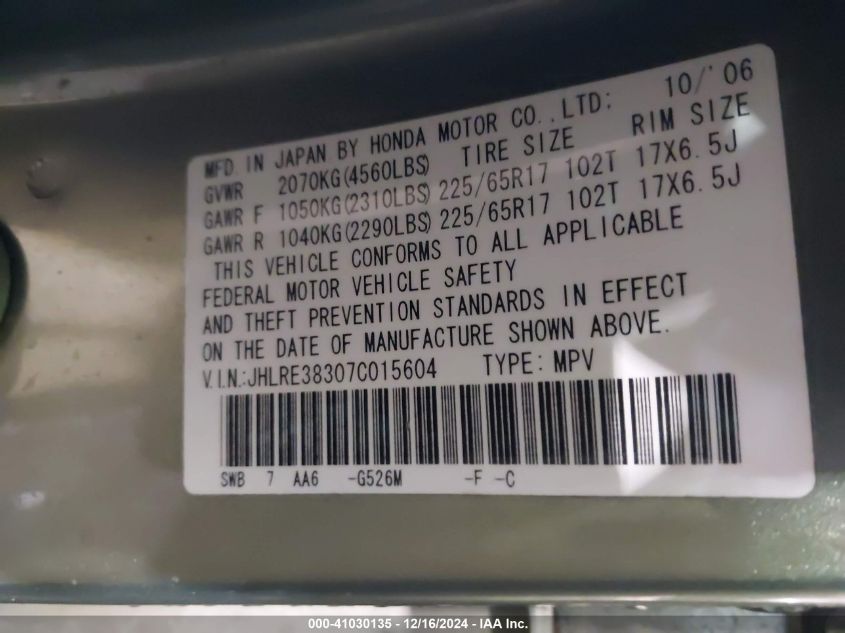 MFD IN JAPAN BY HONDA MOTOR CO.,LTD: 10/'06
GVWR 2070KG(4560LBS) TIRE SIZE RIM SIZE
GAWR F 1050KG(2310LBS) 225/65R17 102T 17X6.5J
GAWR R 1040KG(2290LBS) 225/65R17 102T 17X6.5J
THIS VEHICLE CONFORMS TO ALL APPLICABLE
FEDERAL MOTOR VEHICLE SAFETY
AND THEFT PREVENTION STANDARDS IN EFFECT
ON THE DATE OF MANUFACTURE SHOWN ABOVE.
V.I.N.:JHLRE38307C015604 TYPE: MPV
SWB 7 AA6 -G526M -F -C
000-41030135 - 12/16/2024 - IAA Inc.